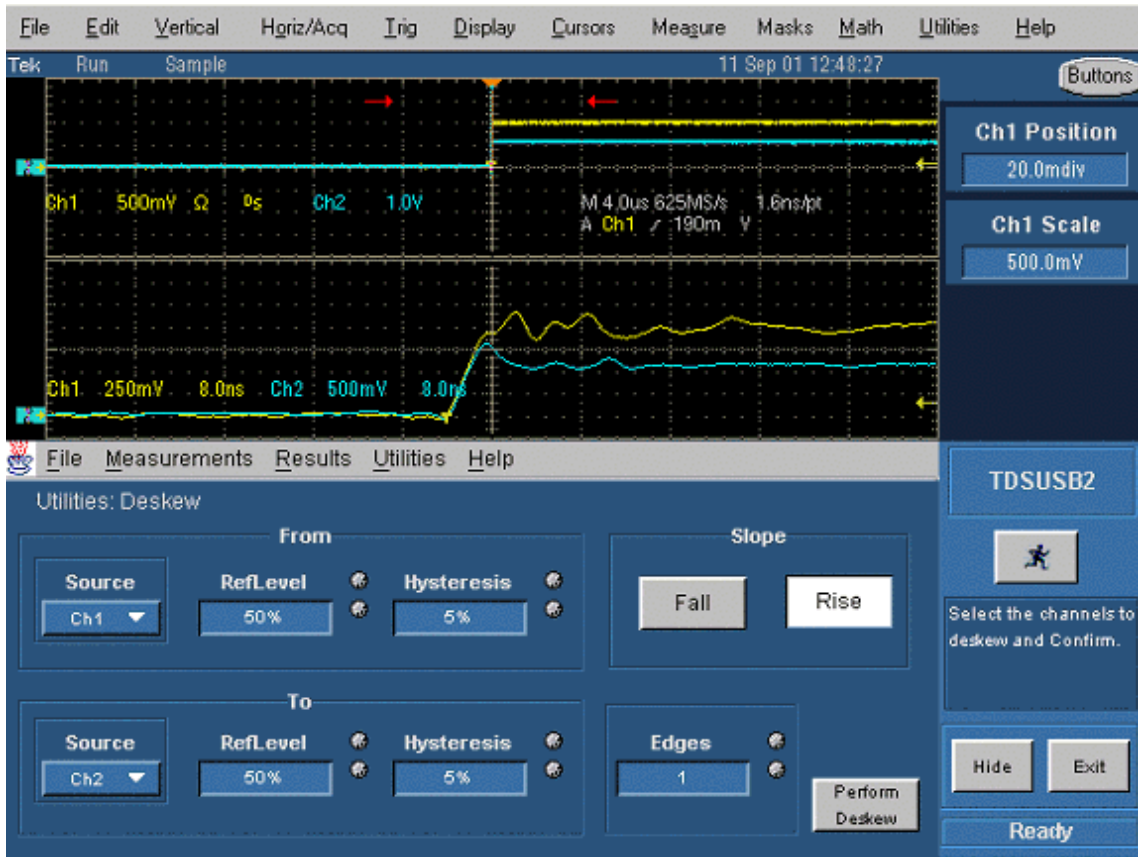 File Edit Vertical Horiz/Acq Trig Display Cursors Measure Masks Math Utilities Help
Tek Run Sample 11 Sep 01 12:48:27
Buttons
Ch1 Position
20.0mdiv
Ch1 500mV Ω Ch2 1.0V M 4.0us 625MS/s 1.6ns/pt
A Ch1 190m V
Ch1 Scale
500.0mV
Ch1 250mV 8.0ns Ch2 500mV 8.0ns
File Measurements Results Utilities Help
TDSUSB2
Utilities: Deskew
From
Source RefLevel Hysteresis
Ch1 50% 5%
Slope
Fall Rise
Select the channels to
deskew and Confirm.
To
Source RefLevel Hysteresis
Ch2 50% 5%
Edges
1
Perform
Deskew
Hide Exit
Ready